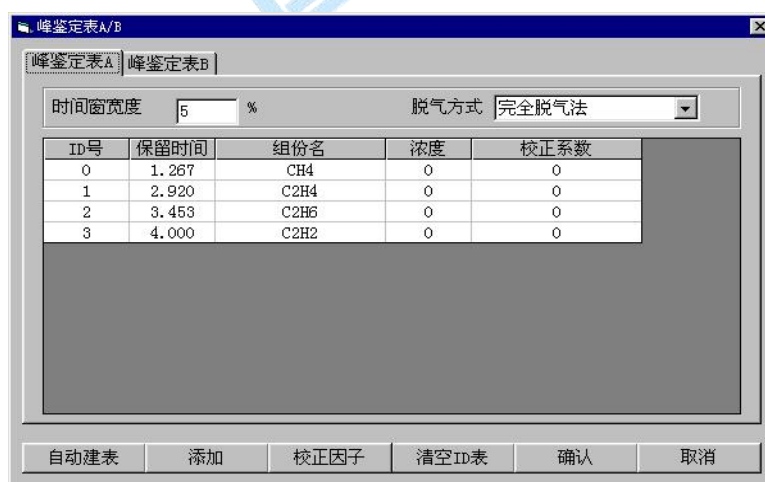 峰鉴定表A/B
峰鉴定表A 峰鉴定表B
时间窗宽度 5 % 脱气方式 完全脱气法
ID号 保留时间 组份名 浓度 校正系数
0 1.267 CH4 0 0
1 2.920 C2H4 0 0
2 3.453 C2H6 0 0
3 4.000 C2H2 0 0
自动建表 添加 校正因子 清空ID表 确认 取消